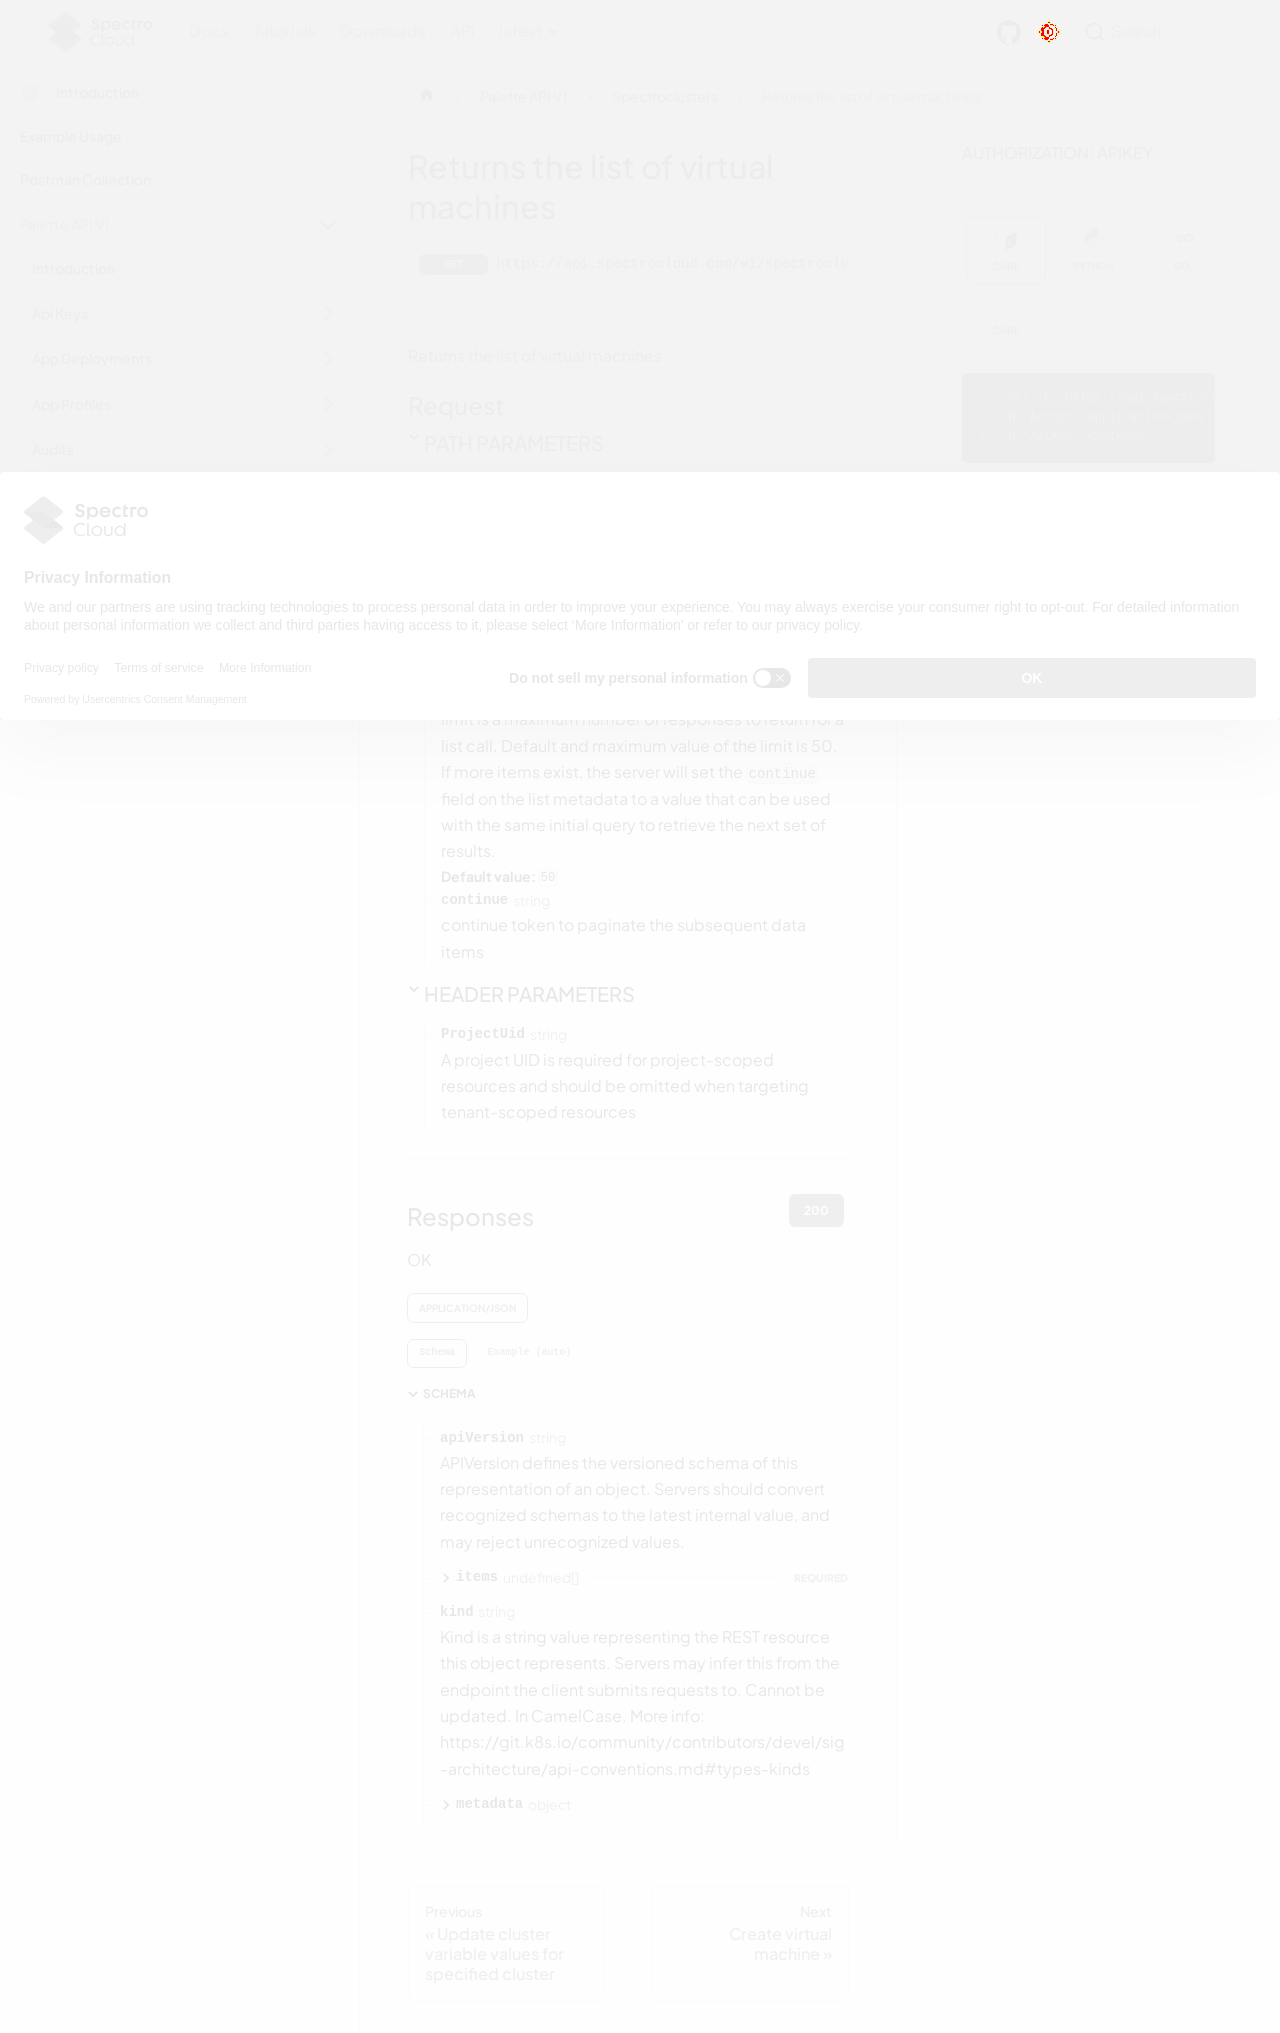 Spectro Cloud
Docs Tutorials Downloads API latest
Search
Introduction
Example Usage
Postman Collection
Palette API V1
Introduction
Api Keys
App Deployments
App Profiles
Audits
Palette API V1
Spectroclusters
Returns the list of virtual machines
Returns the list of virtual
machines
GET https://api.spectrocloud.com/v1/spectroclu
Returns the list of virtual machines
Request
PATH PARAMETERS
AUTHORIZATION: APIKEY
CURL PYTHON GO
CURL
Spectro
Cloud
Privacy Information
We and our partners are using tracking technologies to process personal data in order to improve your experience. You may always exercise your consumer right to opt-out. For detailed information
about personal information we collect and third parties having access to it, please select 'More Information' or refer to our privacy policy.
Privacy policy Terms of service More Information
Powered by Usercentrics Consent Management
Do not sell my personal information
OK
limit is a maximum number of responses to return for a
list call. Default and maximum value of the limit is 50.
If more items exist, the server will set the continue
field on the list metadata to a value that can be used
with the same initial query to retrieve the next set of
results.
Default value: 50
continue string
continue token to paginate the subsequent data
items
HEADER PARAMETERS
ProjectUid string
A project UID is required for project-scoped
resources and should be omitted when targeting
tenant-scoped resources
Responses
200
OK
APPLICATION/JSON
Schema Example (auto)
SCHEMA
apiVersion string
APIVersion defines the versioned schema of this
representation of an object. Servers should convert
recognized schemas to the latest internal value, and
may reject unrecognized values.
items undefined[] REQUIRED
kind string
Kind is a string value representing the REST resource
this object represents. Servers may infer this from the
endpoint the client submits requests to. Cannot be
updated. In CamelCase. More info:
https://git.k8s.io/community/contributors/devel/sig
-architecture/api-conventions.md#types-kinds
metadata object
Previous
« Update cluster
variable values for
specified cluster
Next
Create virtual
machine »